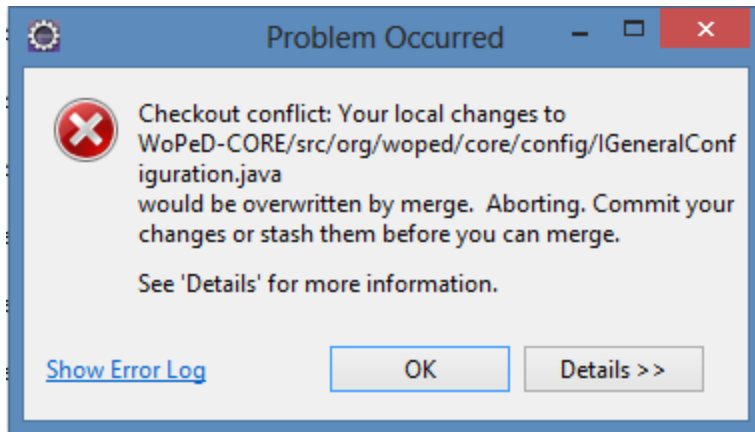 Problem Occurred
Checkout conflict: Your local changes to
WoPeD-CORE/src/org/woped/core/config/IGeneralConf
iguration.java
would be overwritten by merge.  Aborting. Commit your
changes or stash them before you can merge.
See 'Details' for more information.
Show Error Log
OK
Details >>